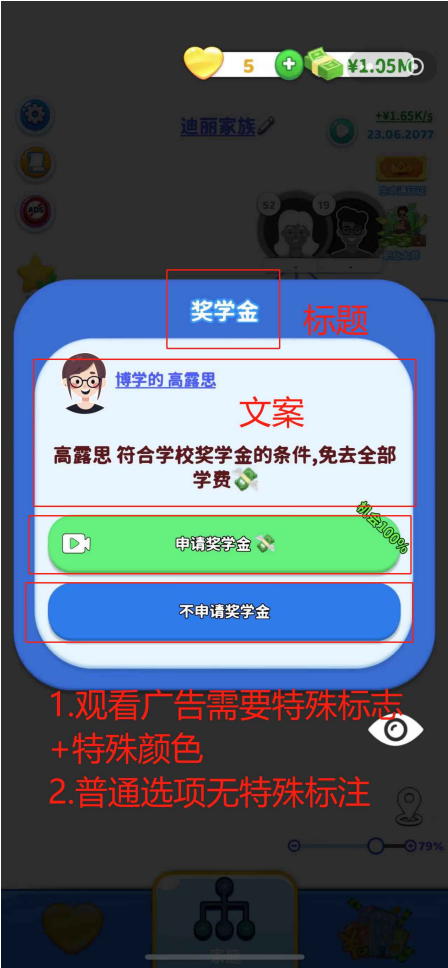 5
¥1.05M
+¥1.65K/s
迪丽家族
23.06.2077
ADS
52
19
奖学金
标题
博学的 高露思
文案
高露思 符合学校奖学金的条件,免去全部
学费
机会100%
申请奖学金
不申请奖学金
1.观看广告需要特殊标志
+特殊颜色
2.普通选项无特殊标注
79%
家庭